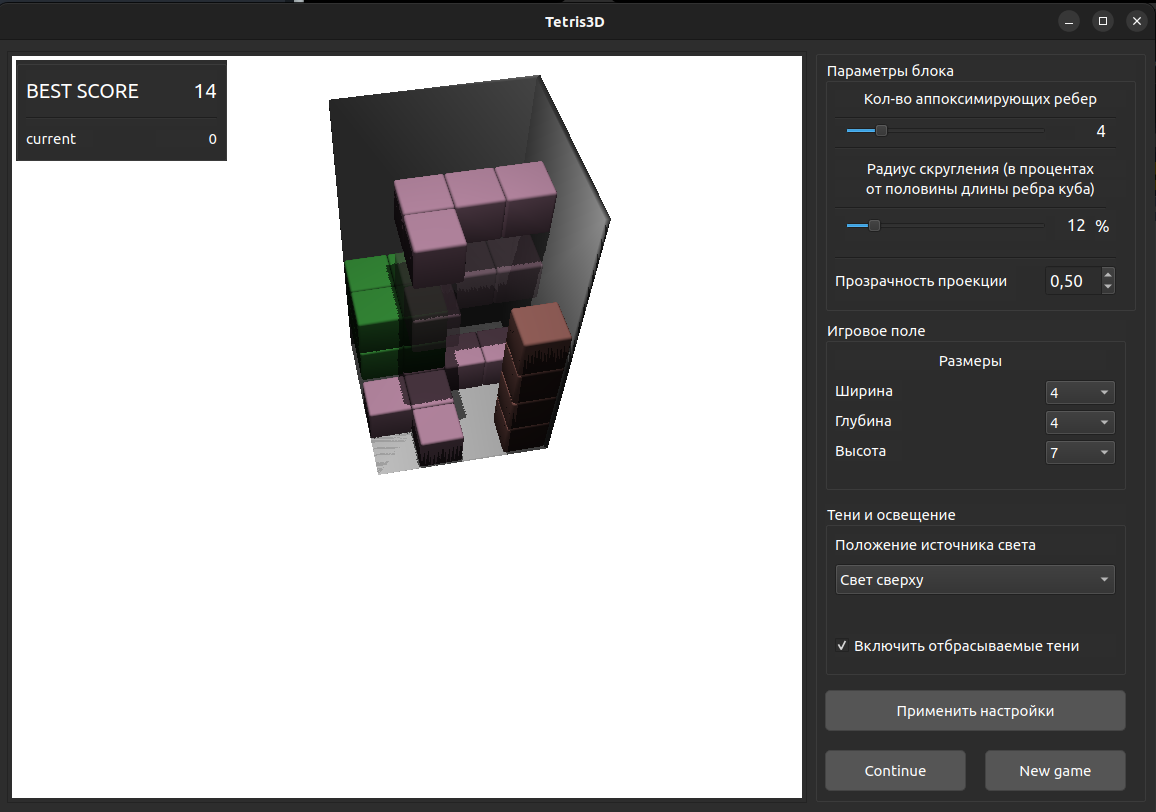 Tetris3D
BEST SCORE 14
current 0
Параметры блока
Кол-во аппоксимирующих ребер
4
Радиус скругления (в процентах
от половины длины ребра куба)
12 %
Прозрачность проекции 0,50
Игровое поле
Размеры
Ширина 4
Глубина 4
Высота 7
Тени и освещение
Положение источника света
Свет сверху
Включить отбрасываемые тени
Применить настройки
Continue New game